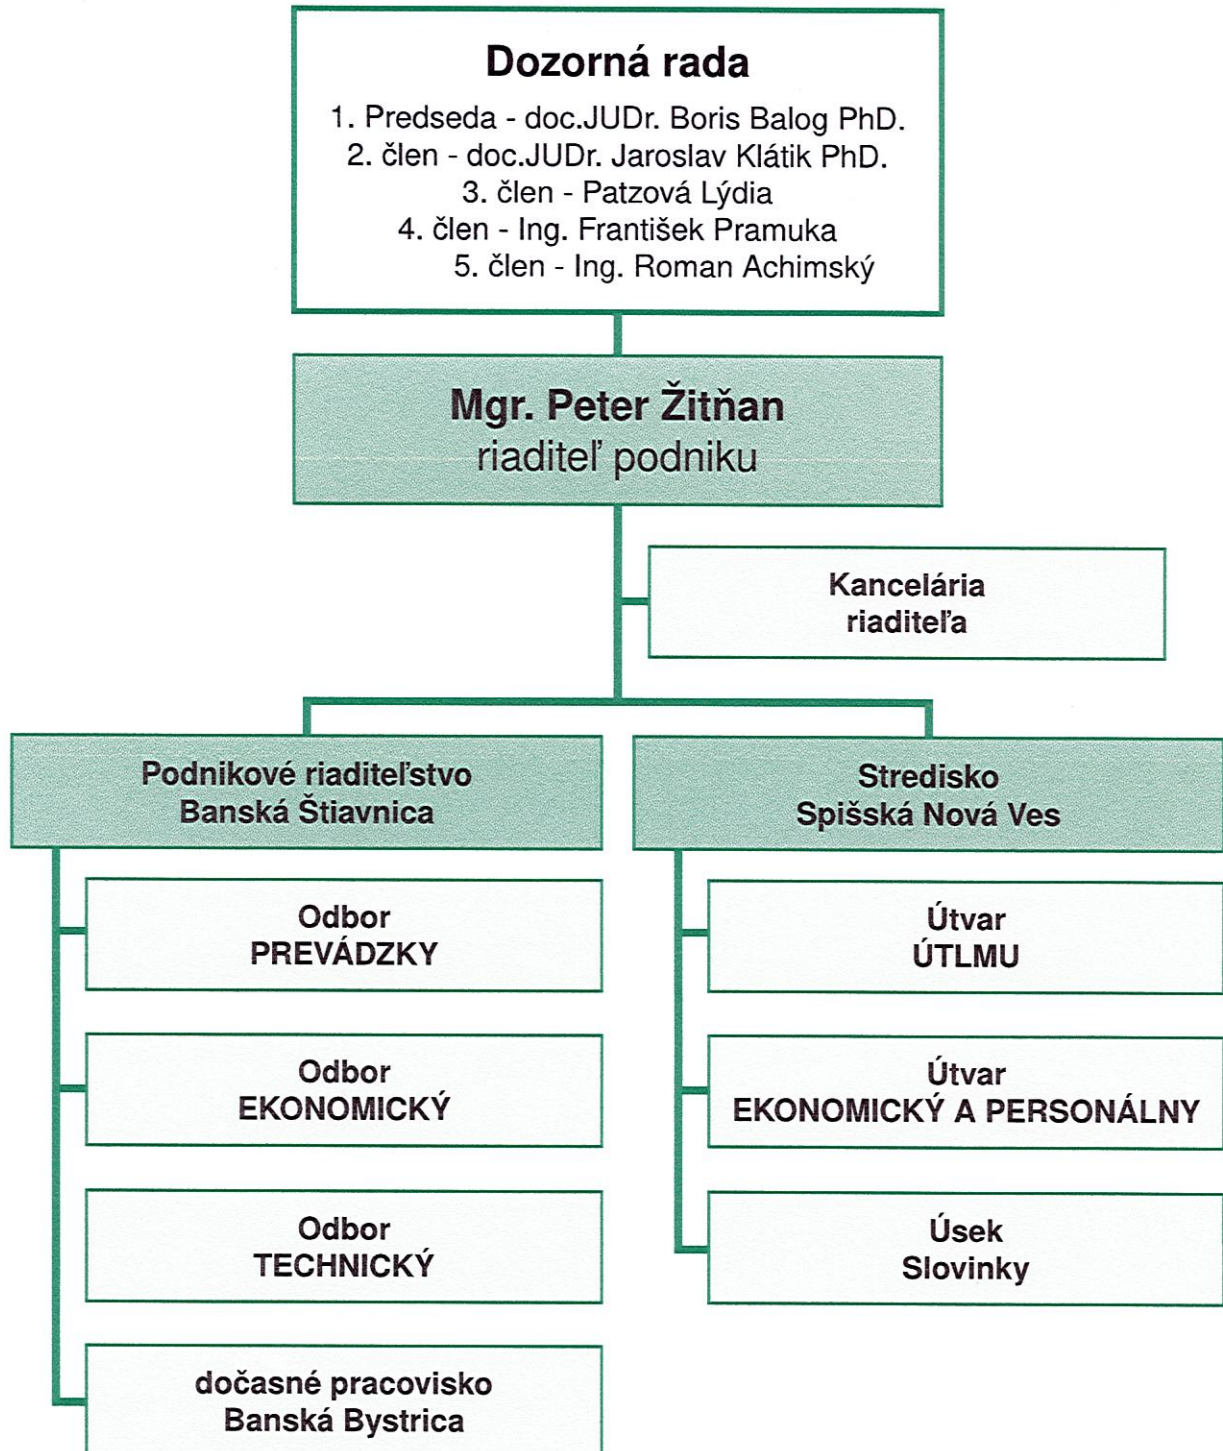 Dozorná rada
1. Predseda - doc.JUDr. Boris Balog PhD.
2. člen - doc.JUDr. Jaroslav Klátik PhD.
3. člen - Patzová Lýdia
4. člen - Ing. František Pramuka
5. člen - Ing. Roman Achimský
Mgr. Peter Žitňan
riaditeľ podniku
Kancelária
riaditeľa
Podnikové riaditeľstvo
Banská Štiavnica
Odbor
PREVÁDZKY
Odbor
EKONOMICKÝ
Odbor
TECHNICKÝ
dočasné pracovisko
Banská Bystrica
Stredisko
Spišská Nová Ves
Útvar
ÚTLMU
Útvar
EKONOMICKÝ A PERSONÁLNY
Úsek
Slovinky